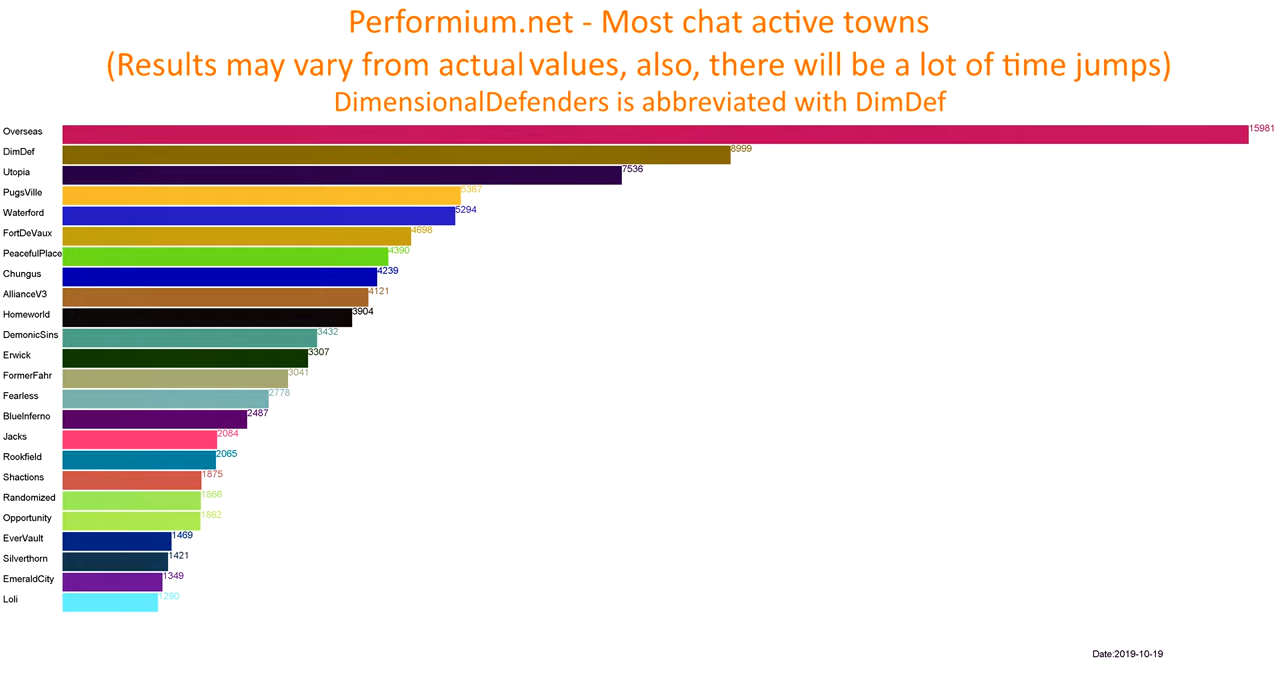 Performium.net - Most chat active towns
(Results may vary from actual values, also, there will be a lot of time jumps)
DimensionalDefenders is abbreviated with DimDef
Overseas 15981
DimDef 8999
Utopia 7536
PugsVille 5367
Waterford 5294
FortDeVaux 4698
PeacefulPlace 4390
Chungus 4239
AllianceV3 4121
Homeworld 3904
DemonicSins 3432
Erwick 3307
FormerFahr 3041
Fearless 2778
BlueInferno 2487
Jacks 2084
Rookfield 2065
Shactions 1875
Randomized 1866
Opportunity 1862
EverVault 1469
Silverthorn 1421
EmeraldCity 1349
Loli 1290
Date:2019-10-19